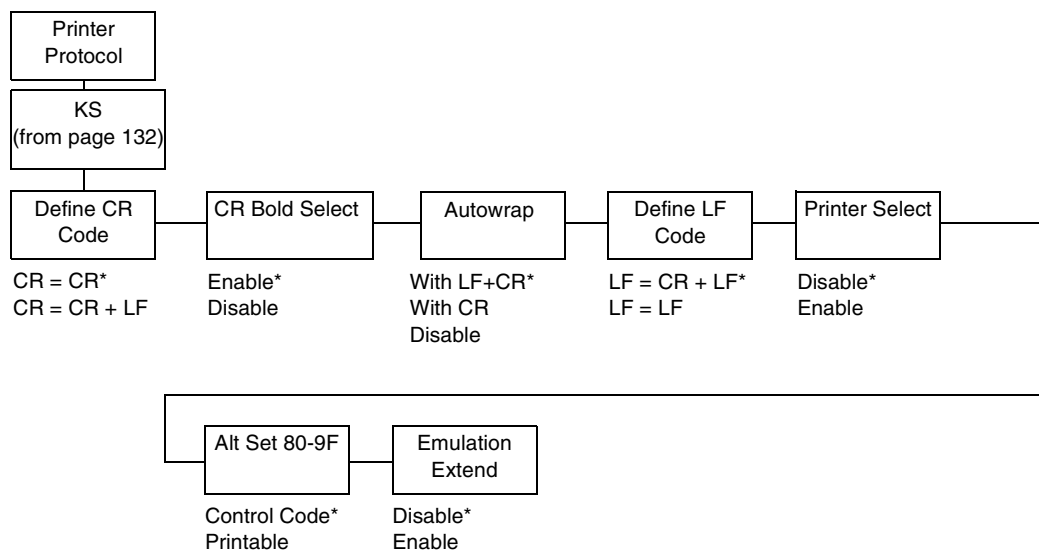 Printer
Protocol
KS
(from page 132)
Define CR
Code
CR Bold Select
Autowrap
Define LF
Code
Printer Select
CR = CR*
CR = CR + LF
Enable*
Disable
With LF+CR*
With CR
Disable
LF = CR + LF*
LF = LF
Disable*
Enable
Alt Set 80-9F
Emulation
Extend
Control Code*
Printable
Disable*
Enable